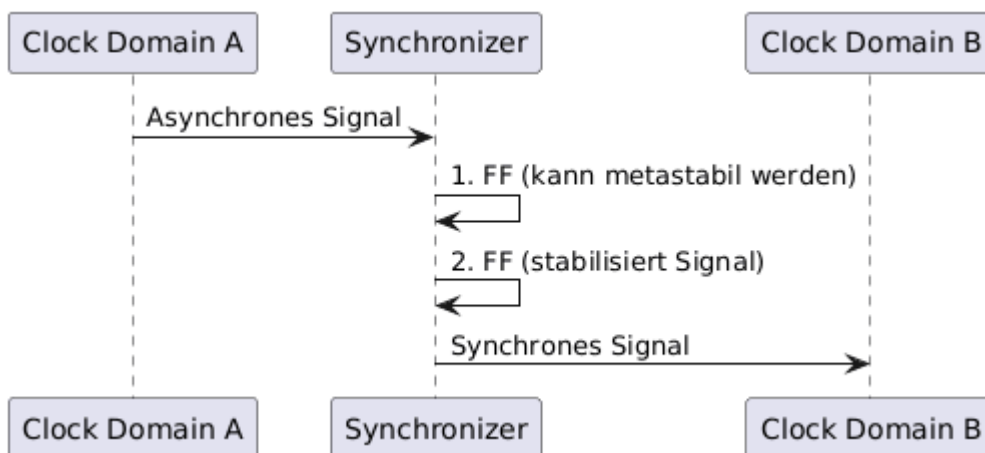 Clock Domain A
Synchronizer
Clock Domain B
Asynchrones Signal
1. FF (kann metastabil werden)
2. FF (stabilisiert Signal)
Synchrones Signal
Clock Domain A
Synchronizer
Clock Domain B